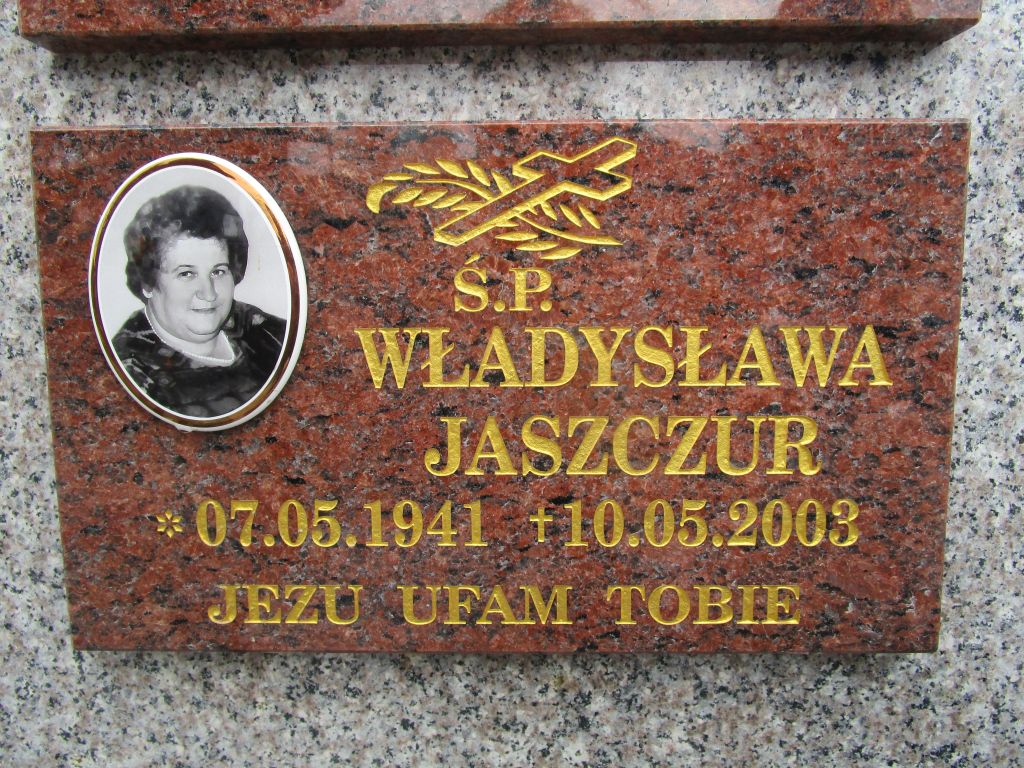 Ś.P.
WŁADYSŁAWA
JASZCZUR
* 07.05.1941 †10.05.2003
JEZU UFAM TOBIE